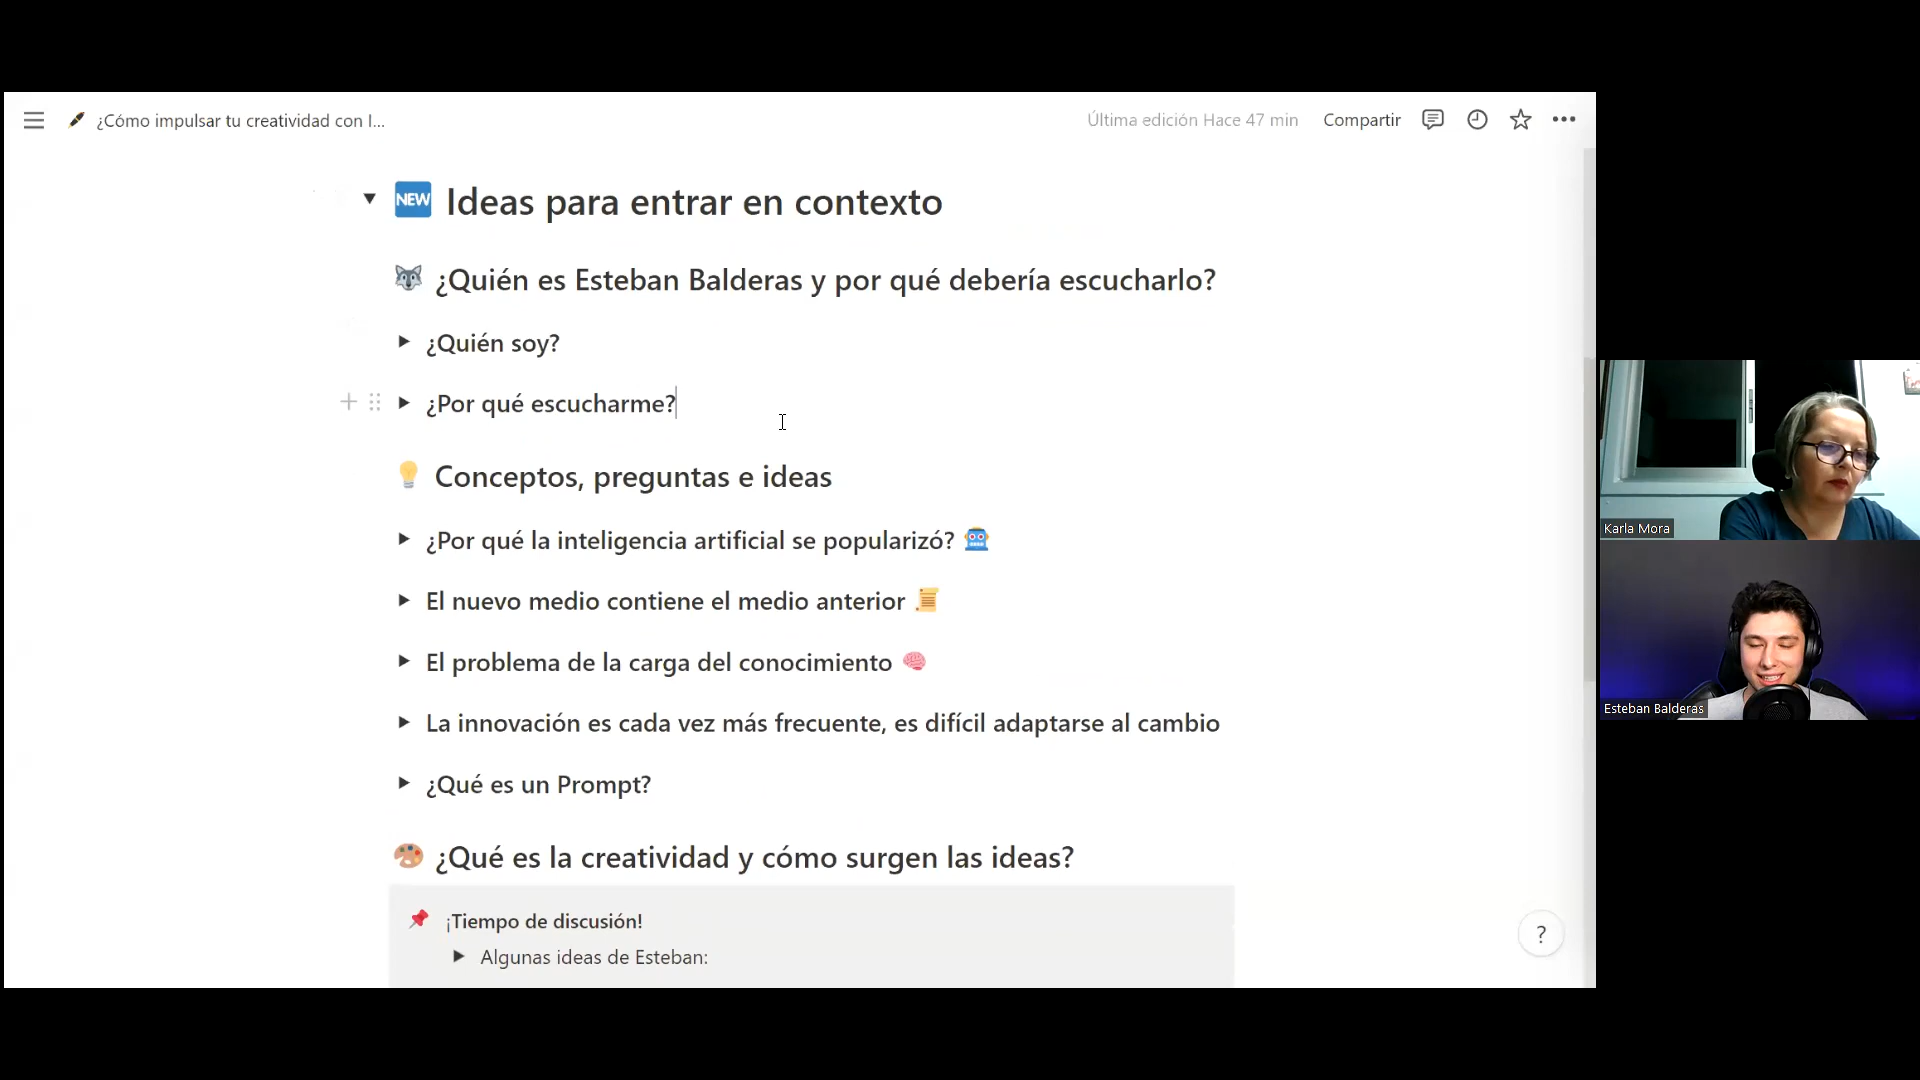 ¿Cómo impulsar tu creatividad con I...
Última edición Hace 47 min
Compartir
NEW Ideas para entrar en contexto
¿Quién es Esteban Balderas y por qué debería escucharlo?
¿Quién soy?
¿Por qué escucharme?
Conceptos, preguntas e ideas
¿Por qué la inteligencia artificial se popularizó?
El nuevo medio contiene el medio anterior
El problema de la carga del conocimiento
La innovación es cada vez más frecuente, es difícil adaptarse al cambio
¿Qué es un Prompt?
¿Qué es la creatividad y cómo surgen las ideas?
¡Tiempo de discusión!
Algunas ideas de Esteban:
?
Karla Mora
Esteban Balderas